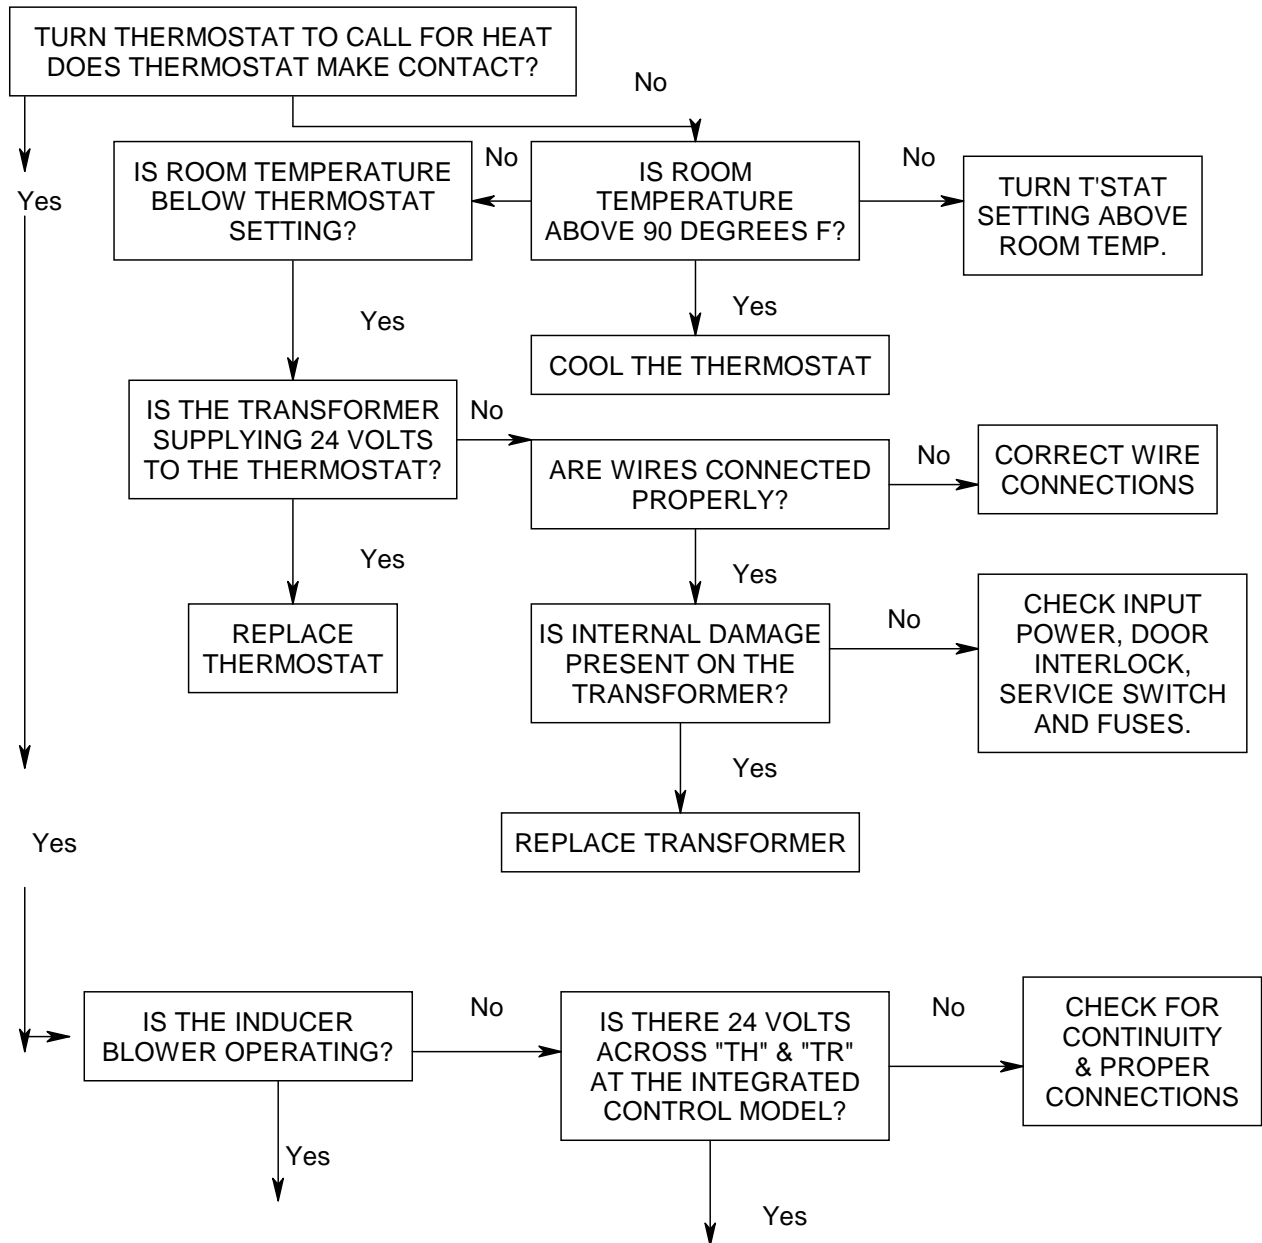 TURN THERMOSTAT TO CALL FOR HEAT
DOES THERMOSTAT MAKE CONTACT?
No
Yes
IS ROOM TEMPERATURE
BELOW THERMOSTAT
SETTING?
No
IS ROOM
TEMPERATURE
ABOVE 90 DEGREES F?
No
TURN T'STAT
SETTING ABOVE
ROOM TEMP.
Yes
Yes
COOL THE THERMOSTAT
IS THE TRANSFORMER
SUPPLYING 24 VOLTS
TO THE THERMOSTAT?
No
ARE WIRES CONNECTED
PROPERLY?
No
CORRECT WIRE
CONNECTIONS
Yes
Yes
REPLACE
THERMOSTAT
IS INTERNAL DAMAGE
PRESENT ON THE
TRANSFORMER?
No
CHECK INPUT
POWER, DOOR
INTERLOCK,
SERVICE SWITCH
AND FUSES.
Yes
REPLACE TRANSFORMER
Yes
IS THE INDUCER
BLOWER OPERATING?
No
IS THERE 24 VOLTS
ACROSS "TH" & "TR"
AT THE INTEGRATED
CONTROL MODEL?
No
CHECK FOR
CONTINUITY
& PROPER
CONNECTIONS
Yes
Yes